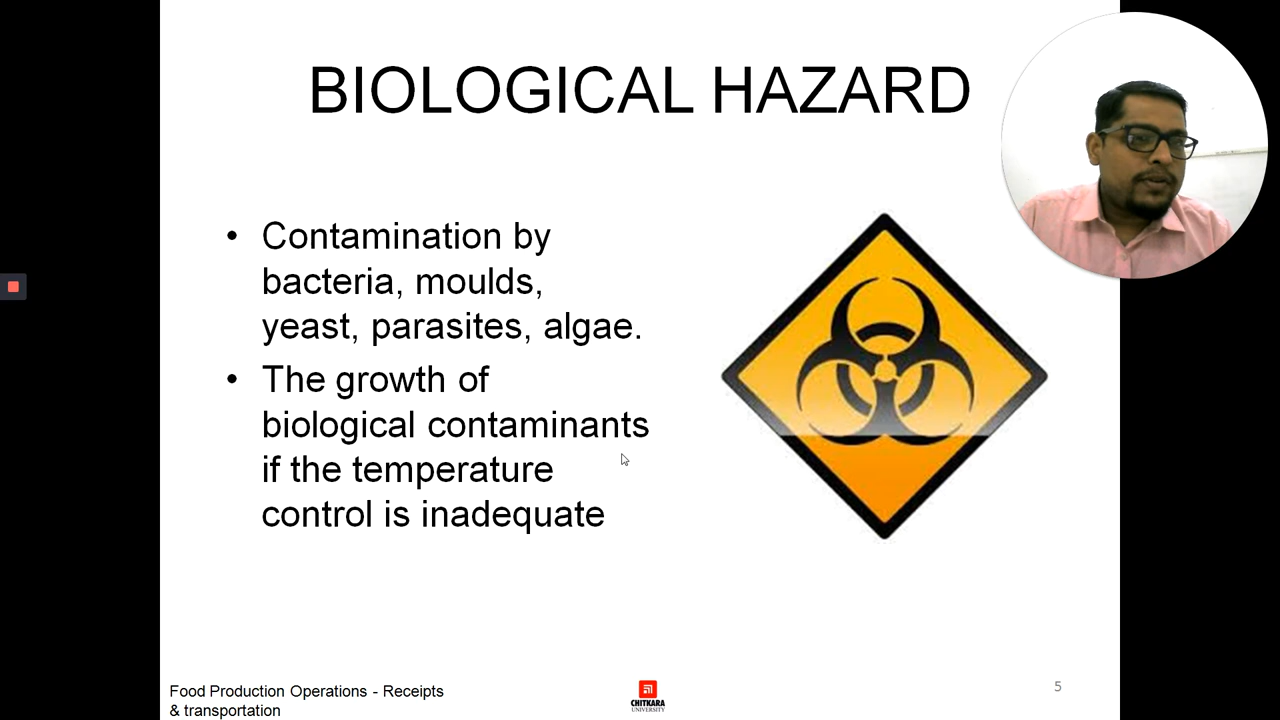 BIOLOGICAL HAZARD
• Contamination by
bacteria, moulds,
yeast, parasites, algae.
• The growth of
biological contaminants
if the temperature
control is inadequate
Food Production Operations - Receipts
& transportation
CHITKARA
UNIVERSITY
5